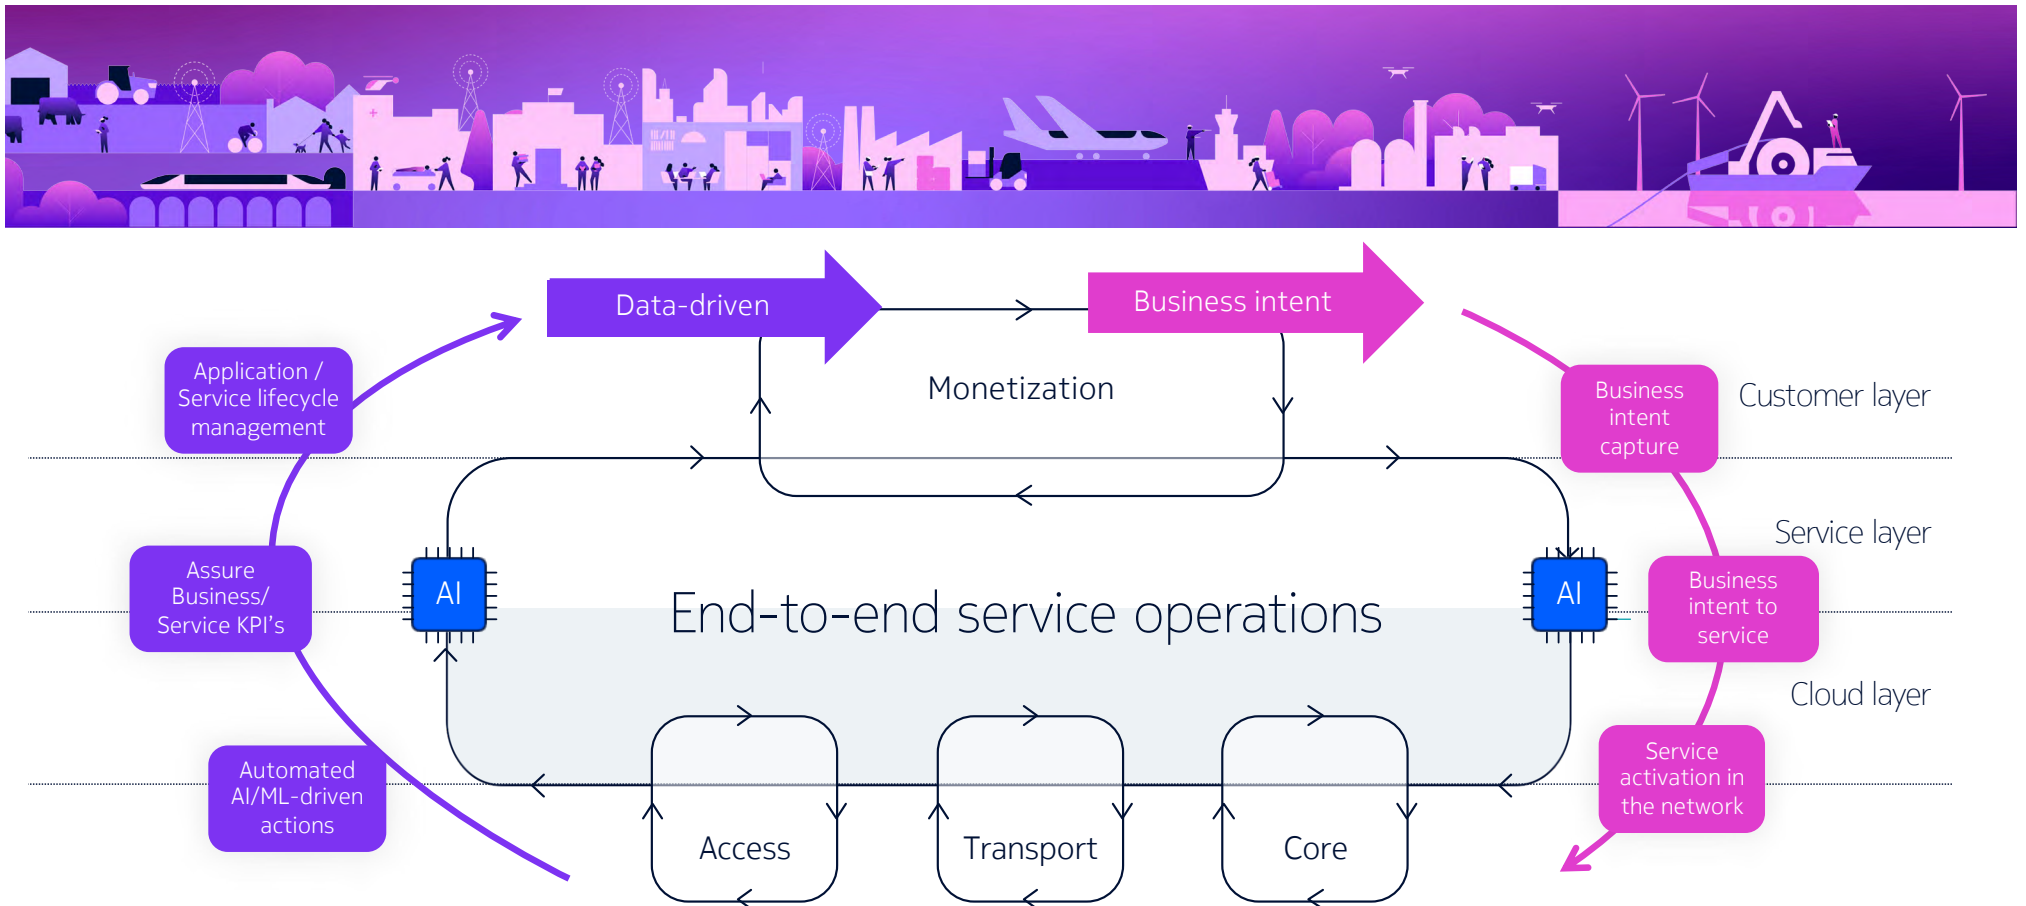 Data-driven
Business intent
Monetization
Application /
Service lifecycle
management
Assure
Business/
Service KPI's
Automated
AI/ML-driven
actions
AI
End-to-end service operations
AI
Access
Transport
Core
Business
intent
capture
Business
intent to
service
Service
activation in
the network
Customer layer
Service layer
Cloud layer